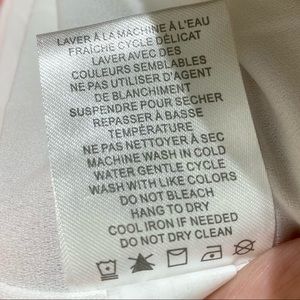 LAVER À LA MACHINE À L'EAU
FRAÎCHE CYCLE DÉLICAT
LAVER AVEC DES
COULEURS SEMBLABLES
NE PAS UTILISER D'AGENT
DE BLANCHIMENT
SUSPENDRE POUR SECHER
REPASSER À BASSE
TEMPÉRATURE
NE PAS NETTOYER À SEC
MACHINE WASH IN COLD
WATER GENTLE CYCLE
WASH WITH LIKE COLORS
DO NOT BLEACH
HANG TO DRY
COOL IRON IF NEEDED
DO NOT DRY CLEAN